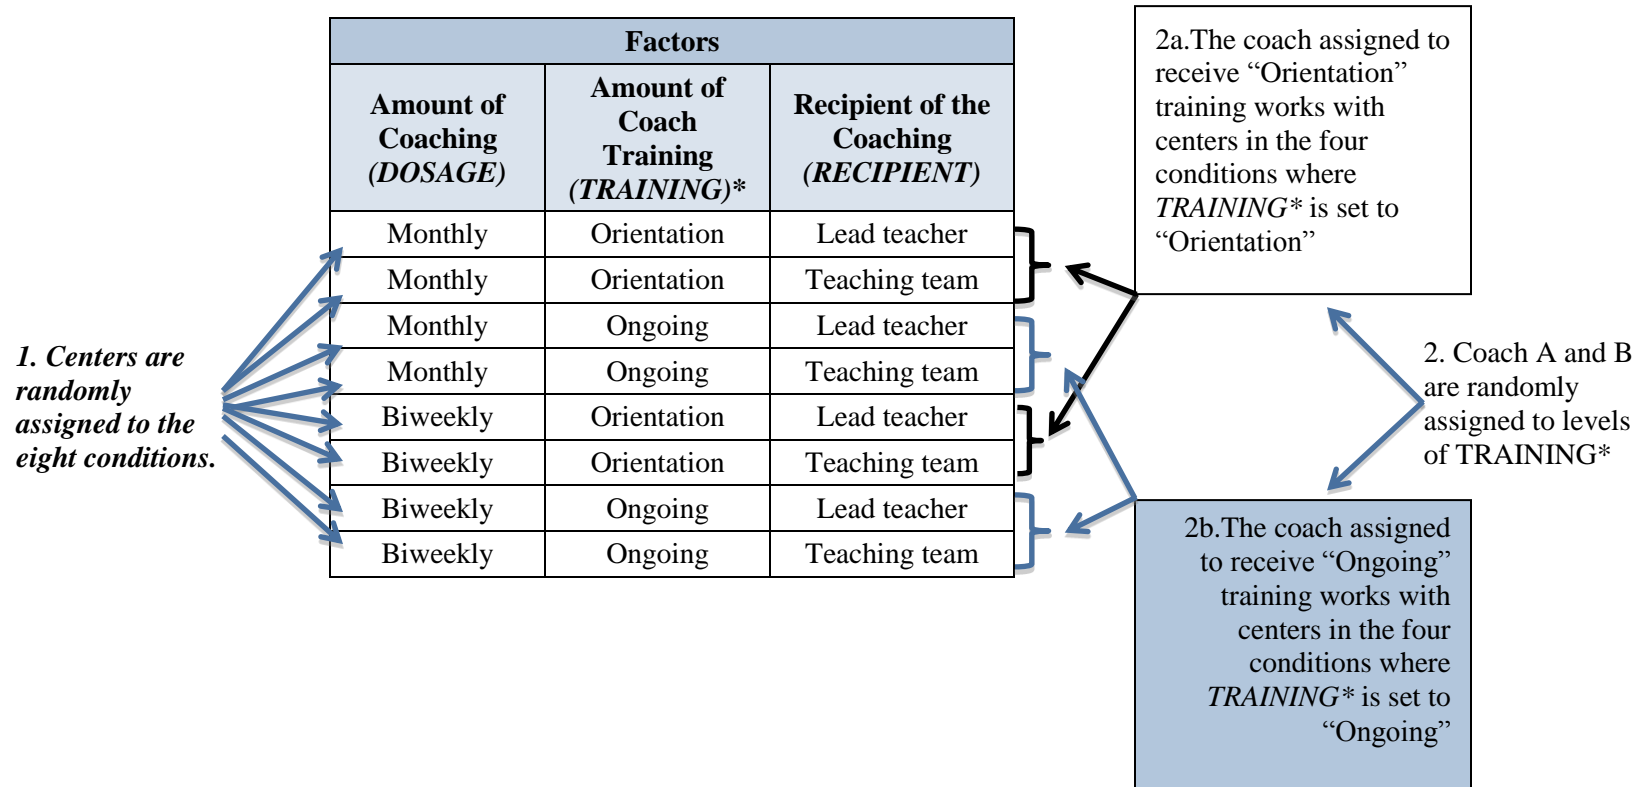 1. Centers are
randomly
assigned to the
eight conditions.
Factors
Amount of
Coaching
(DOSAGE)
Amount of
Coach
Training
(TRAINING)*
Recipient of the
Coaching
(RECIPIENT)
Monthly Orientation Lead teacher
Monthly Orientation Teaching team
Monthly Ongoing Lead teacher
Monthly Ongoing Teaching team
Biweekly Orientation Lead teacher
Biweekly Orientation Teaching team
Biweekly Ongoing Lead teacher
Biweekly Ongoing Teaching team
2a.The coach assigned to
receive “Orientation”
training works with
centers in the four
conditions where
TRAINING* is set to
“Orientation”
2. Coach A and B
are randomly
assigned to levels
of TRAINING*
2b.The coach assigned
to receive “Ongoing”
training works with
centers in the four
conditions where
TRAINING* is set to
“Ongoing”